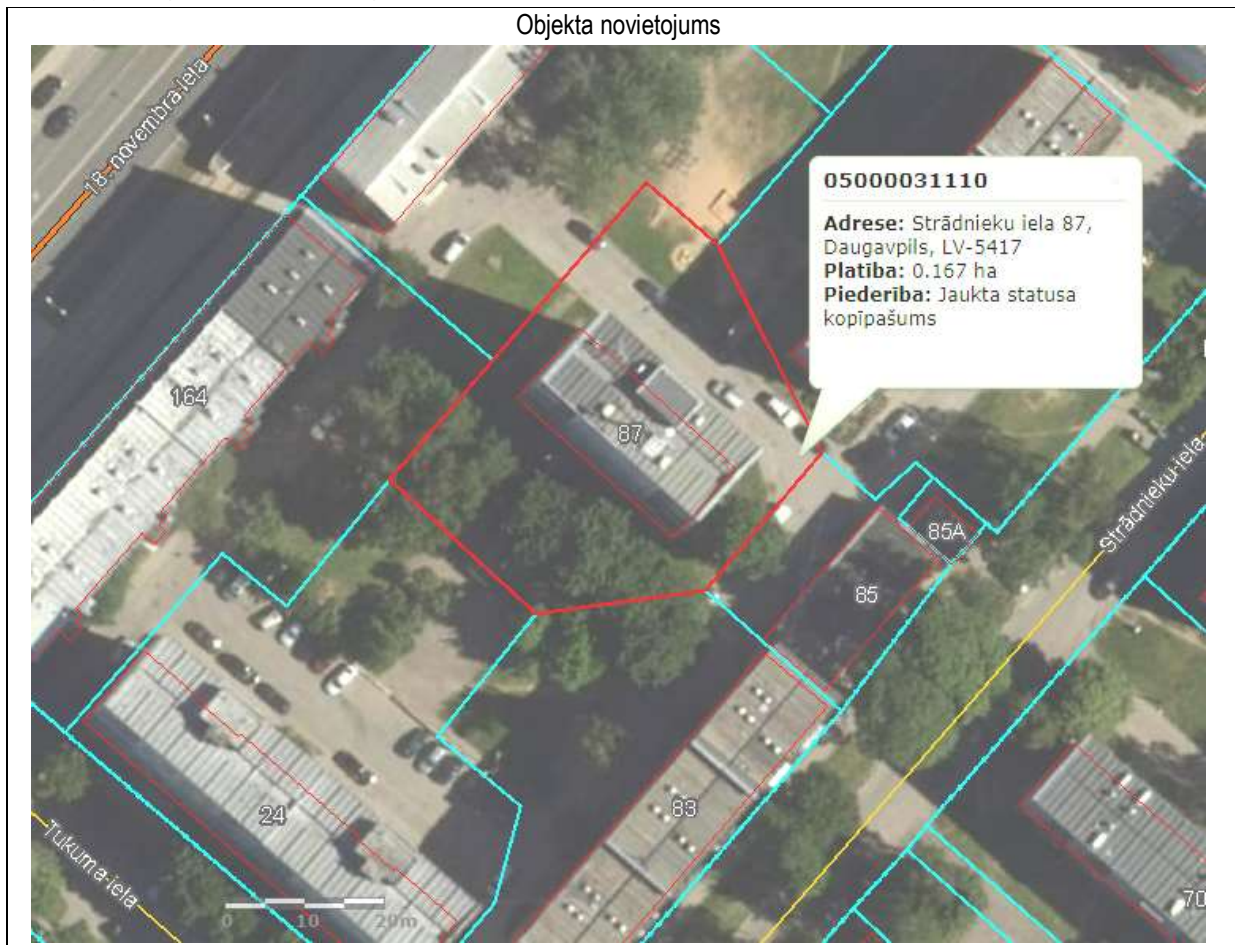 Objekta novietojums
18. novembra iela
05000031110
Adrese: Strādnieku iela 87,
Daugavpils, LV-5417
Platība: 0.167 ha
Piederība: Jaukta statusa
kopīpašums
164
87
Strādnieku iela
85A
85
24
83
Tukuma iela
0 10 20m
70